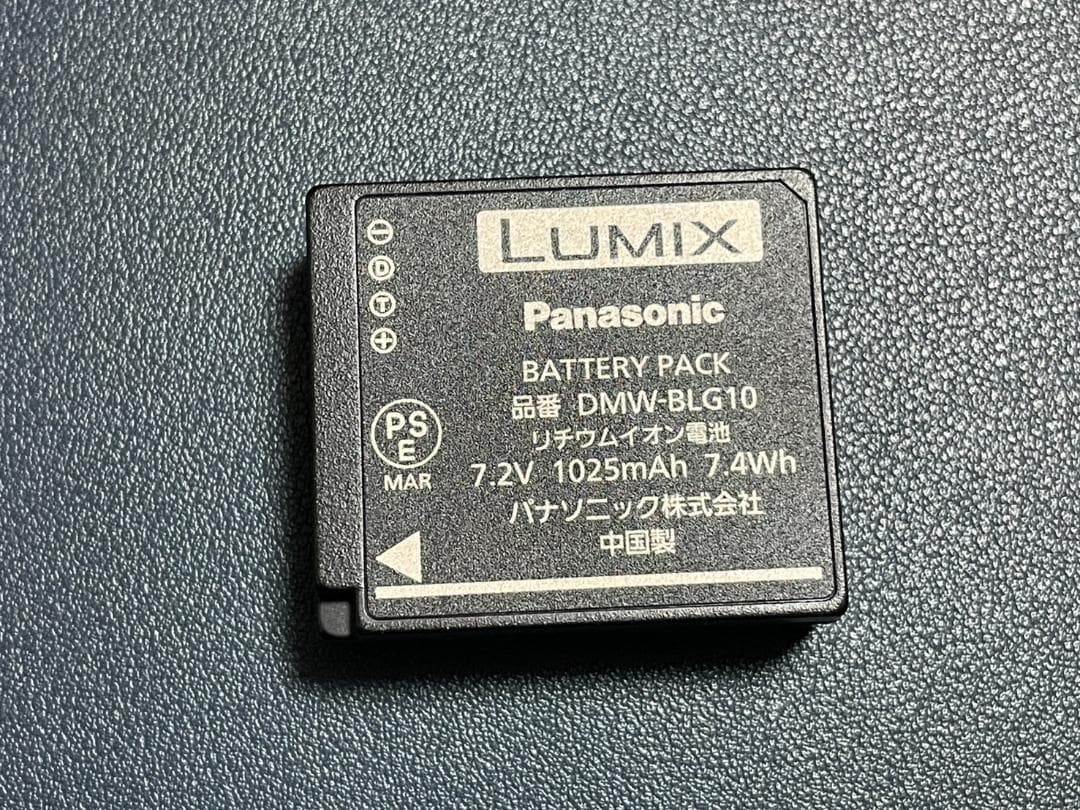 LUMIX
Panasonic
BATTERY PACK
品番 DMW-BLG10
リチウムイオン電池
7.2V 1025mAh 7.4Wh
パナソニック株式会社
中国製
⊖
D
T
⊕
PS
E
MAR